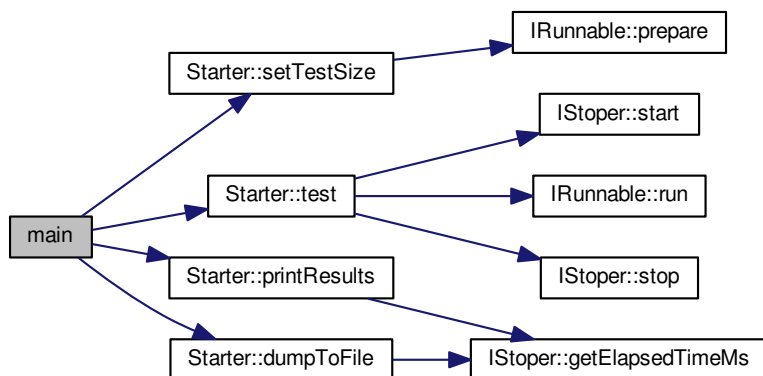 IRunnable::prepare
Starter::setTestSize
IStoper::start
Starter::test
IRunnable::run
main
Starter::printResults
IStoper::stop
Starter::dumpToFile
IStoper::getElapsedTimeMs